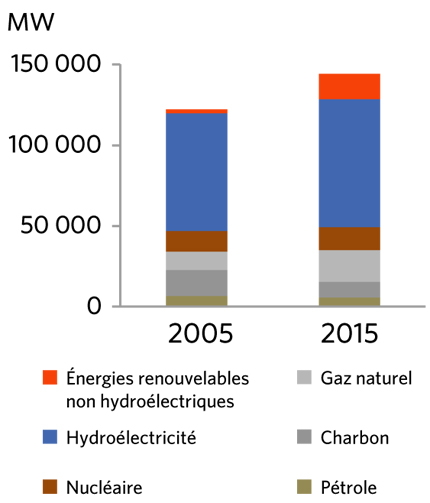 MW
150 000
100 000
50 000
0
2005
2015
Énergies renouvelables
non hydroélectriques
Gaz naturel
Hydroélectricité
Charbon
Nucléaire
Pétrole